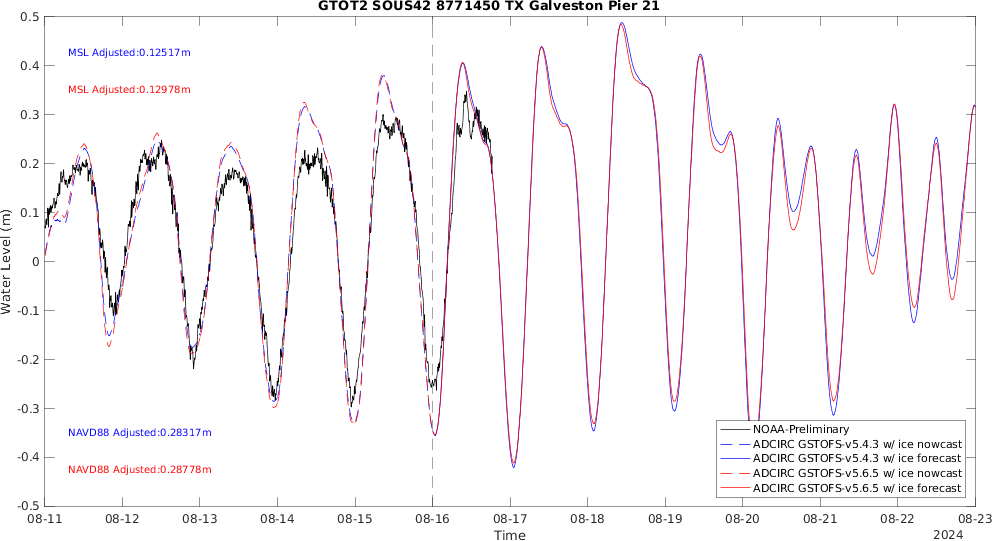 GTOT2 SOUS42 8771450 TX Galveston Pier 21
0.5
MSL Adjusted:0.12517m
0.4
MSL Adjusted:0.12978m
0.3
0.2
0.1
Water Level (m)
0
-0.1
-0.2
-0.3
NAVD88 Adjusted:0.28317m
NOAA-Preliminary
ADCIRC GSTOFS-v5.4.3 w/ ice nowcast
-0.4
ADCIRC GSTOFS-v5.4.3 w/ ice forecast
NAVD88 Adjusted:0.28778m
ADCIRC GSTOFS-v5.6.5 w/ ice nowcast
ADCIRC GSTOFS-v5.6.5 w/ ice forecast
-0.5
08-11 08-12 08-13 08-14 08-15 08-16 08-17 08-18 08-19 08-20 08-21 08-22 08-23
Time
2024